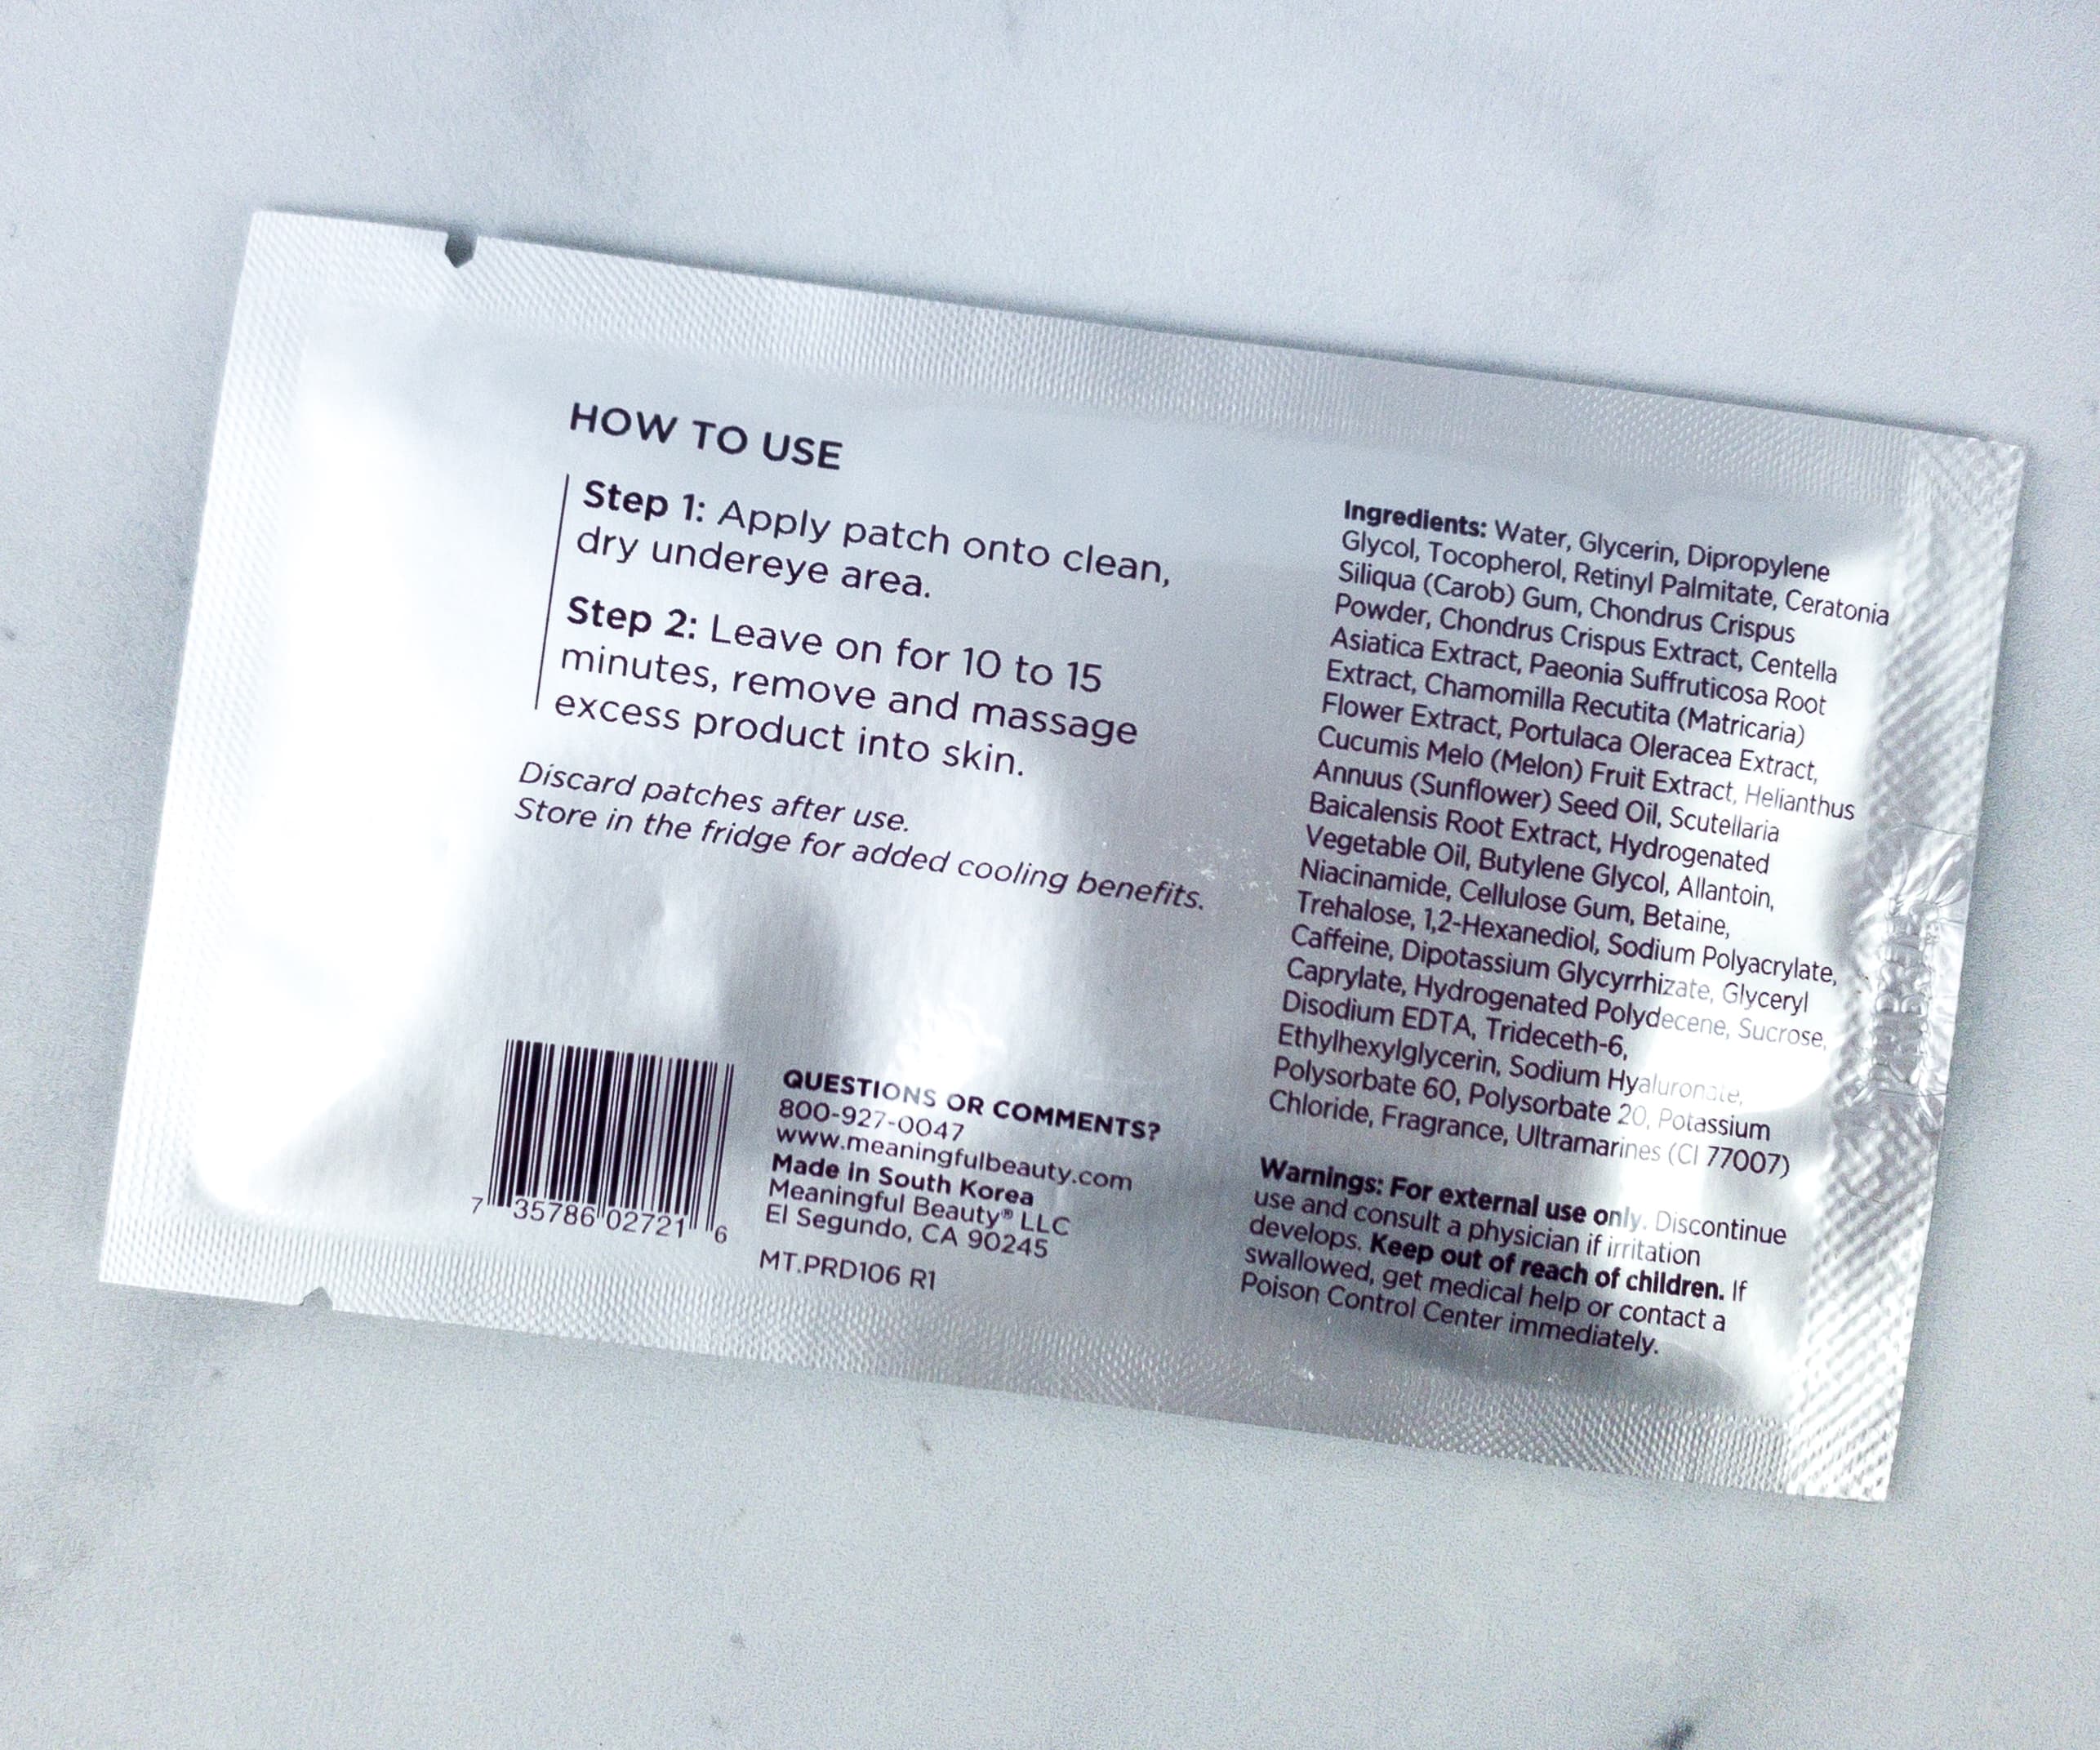 HOW TO USE
Step 1: Apply patch onto clean,
dry undereye area.
Step 2: Leave on for 10 to 15
minutes, remove and massage
excess product into skin.
Discard patches after use.
Store in the fridge for added cooling benefits.
7 35786 02721 6
QUESTIONS OR COMMENTS?
800-927-0047
www.meaningfulbeauty.com
Made in South Korea
Meaningful Beauty® LLC
El Segundo, CA 90245
MT.PRD106 R1
Ingredients: Water, Glycerin, Dipropylene
Glycol, Tocopherol, Retinyl Palmitate, Ceratonia
Siliqua (Carob) Gum, Chondrus Crispus
Powder, Chondrus Crispus Extract, Centella
Asiatica Extract, Paeonia Suffruticosa Root
Extract, Chamomilla Recutita (Matricaria)
Flower Extract, Portulaca Oleracea Extract,
Cucumis Melo (Melon) Fruit Extract, Helianthus
Annuus (Sunflower) Seed Oil, Scutellaria
Baicalensis Root Extract, Hydrogenated
Vegetable Oil, Butylene Glycol, Allantoin,
Niacinamide, Cellulose Gum, Betaine,
Trehalose, 1,2-Hexanediol, Sodium Polyacrylate,
Caffeine, Dipotassium Glycyrrhizate, Glyceryl
Caprylate, Hydrogenated Polydecene, Sucrose,
Disodium EDTA, Trideceth-6,
Ethylhexylglycerin, Sodium Hyaluronate,
Polysorbate 60, Polysorbate 20, Potassium
Chloride, Fragrance, Ultramarines (CI 77007)
Warnings: For external use only. Discontinue
use and consult a physician if irritation
develops. Keep out of reach of children. If
swallowed, get medical help or contact a
Poison Control Center immediately.